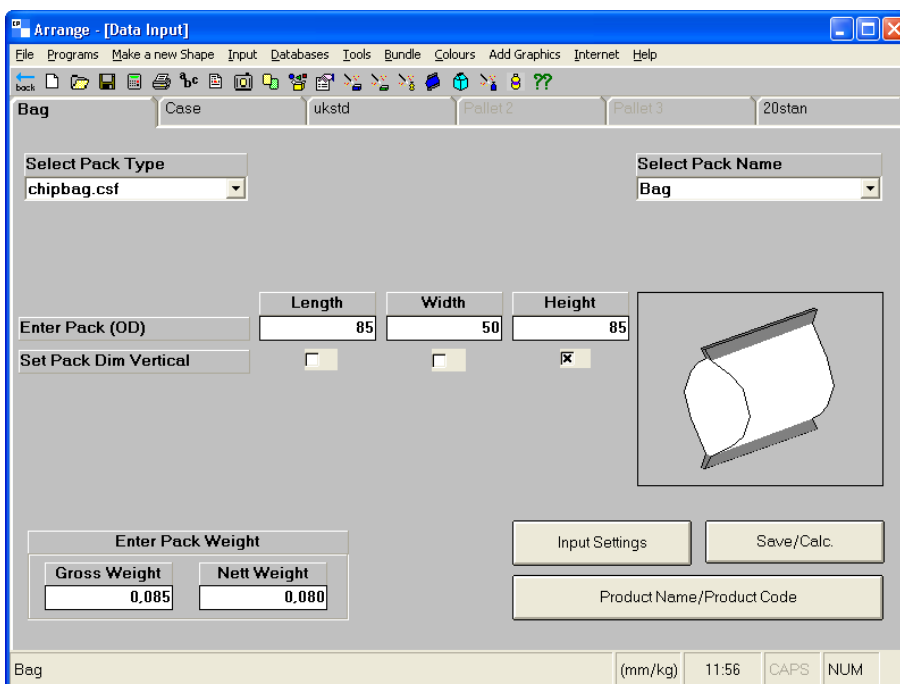 Arrange - [Data Input]
File Programs Make a new Shape Input Databases Tools Bundle Colours Add Graphics Internet Help
back abc ??
Bag Case ukstd Pallet 2 Pallet 3 20stan
Select Pack Type Select Pack Name
chipbag.csf Bag
Length Width Height
Enter Pack (OD) 85 50 85
Set Pack Dim Vertical
Enter Pack Weight
Input Settings Save/Calc.
Gross Weight Nett Weight
0,085 0,080
Product Name/Product Code
Bag (mm/kg) 11:56 CAPS NUM